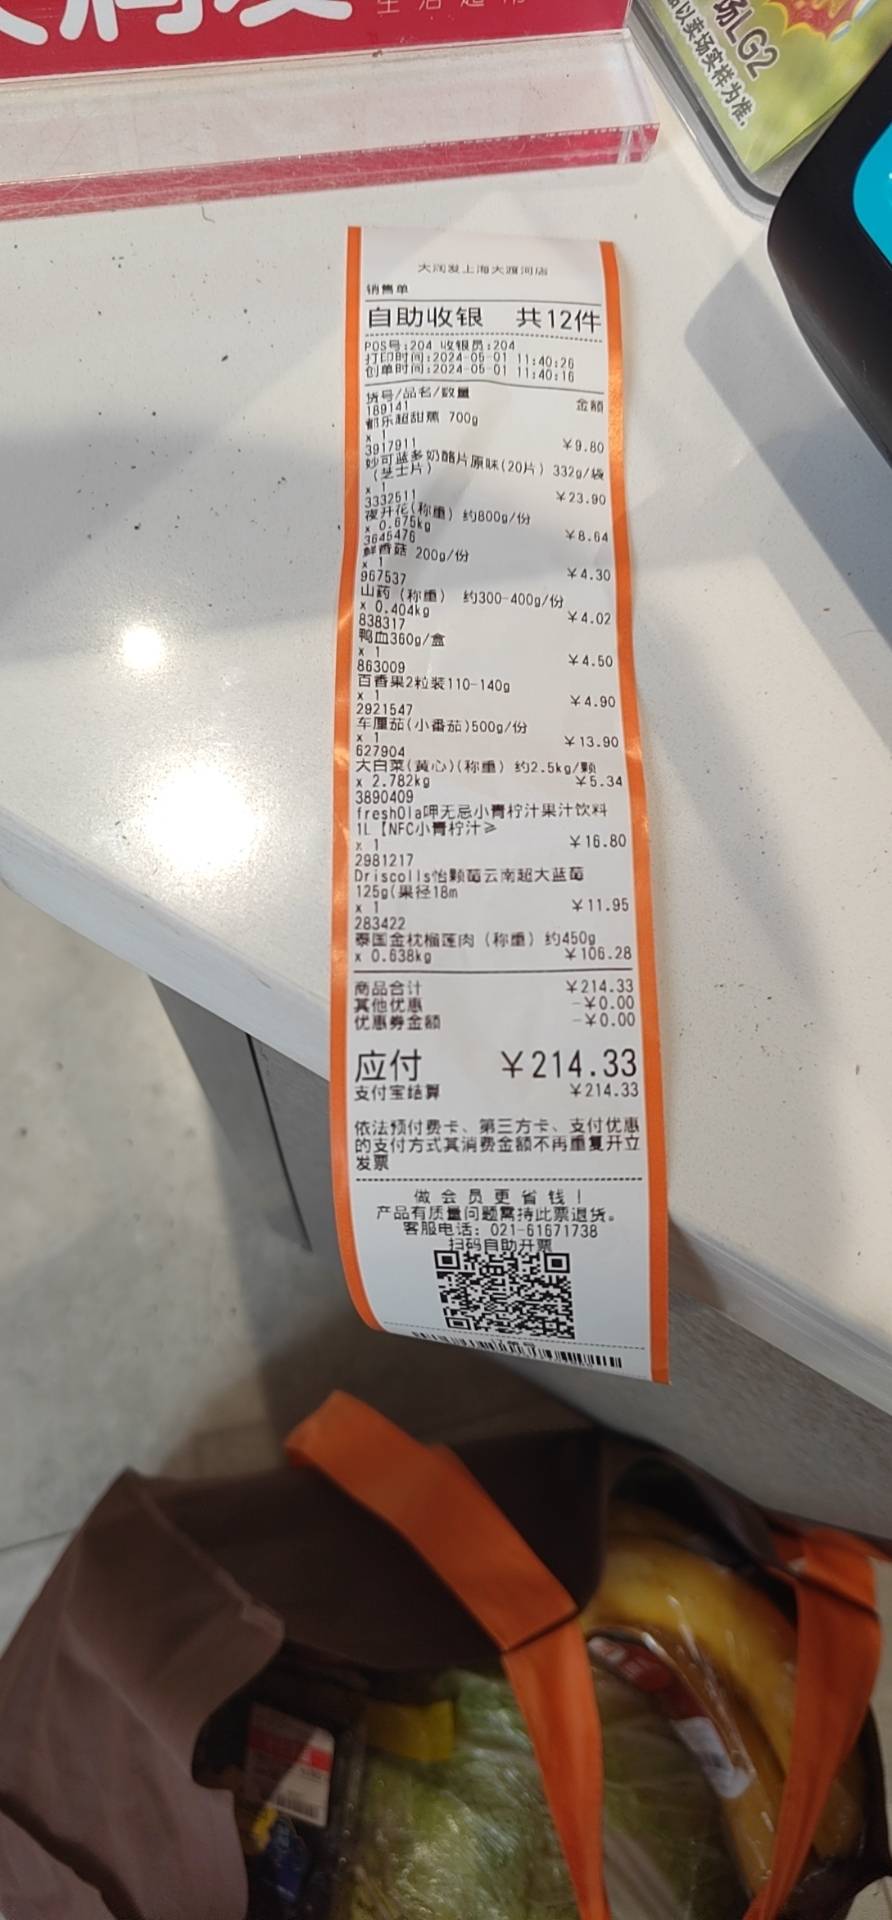 生活超市
场LG2
以卖场实样为准.
大润发上海大渡河店
销售单
自助收银 共12件
POS号:204 收银员:204
打印时间:2024-05-01 11:40:26
创单时间:2024-05-01 11:40:16
货号/品名/数量 金额
189141
都乐超甜蕉 700g
x 1 ￥9.80
3917911
妙可蓝多奶酪片原味(20片) 332g/袋
(芝士片)
x 1 ￥23.90
3332511
夜开花(称重) 约800g/份
x 0.675kg ￥8.64
3645476
鲜香菇 200g/份
x 1 ￥4.30
967537
山药 (称重) 约300-400g/份
x 0.404kg ￥4.02
838317
鸭血360g/盒
x 1 ￥4.50
863009
百香果2粒装110-140g
x 1 ￥4.90
2921547
车厘茄(小番茄)500g/份
x 1 ￥13.90
627904
大白菜(黄心)(称重) 约2.5kg/颗
x 2.782kg ￥5.34
3890409
fresh0la呷无忌小青柠汁果汁饮料
1L【NFC小青柠汁≥
x 1 ￥16.80
2981217
Driscolls怡颗莓云南超大蓝莓
125g(果径18m
x 1 ￥11.95
283422
泰国金枕榴莲肉 (称重) 约450g
x 0.638kg ￥106.28
商品合计 ￥214.33
其他优惠 -￥0.00
优惠券金额 -￥0.00
应付 ￥214.33
支付宝结算 ￥214.33
依法预付费卡、第三方卡、支付优惠
的支付方式其消费金额不再重复开立
发票
做会员更省钱！
产品有质量问题需持此票退货。
客服电话: 021-61671738
扫码自助开票